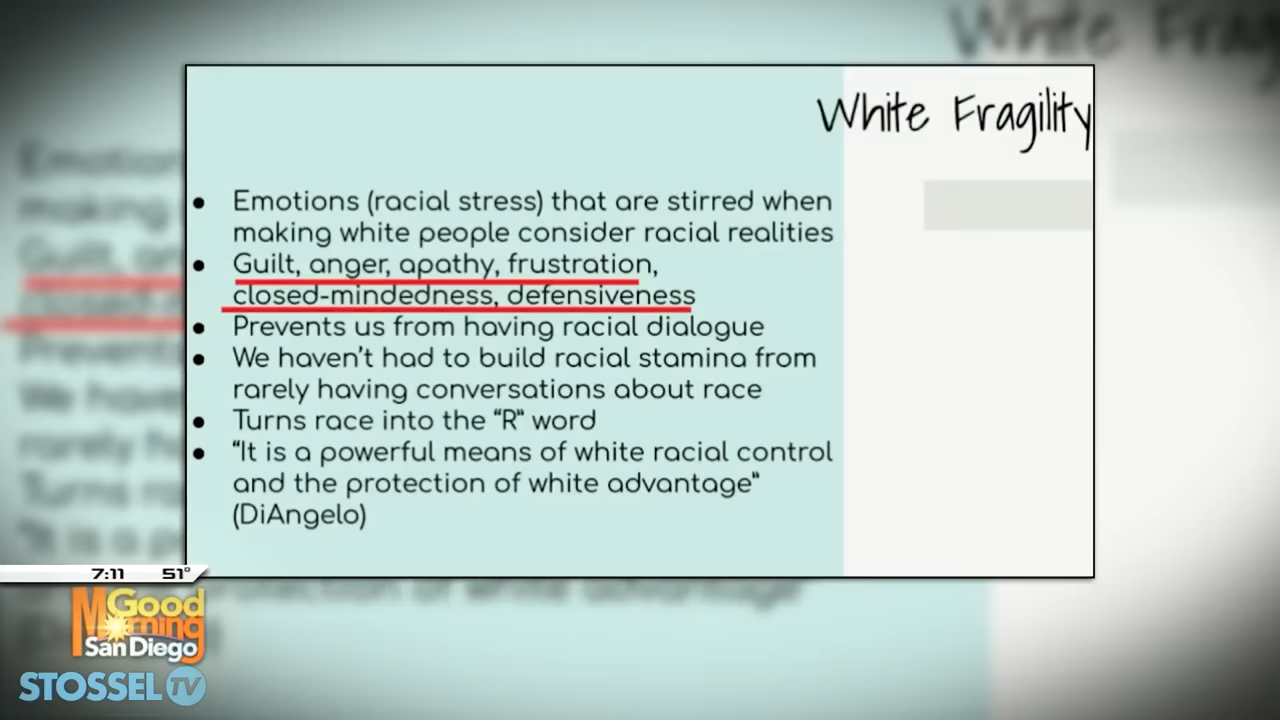 White Fragility
● Emotions (racial stress) that are stirred when
making white people consider racial realities
● Guilt, anger, apathy, frustration,
closed-mindedness, defensiveness
● Prevents us from having racial dialogue
● We haven't had to build racial stamina from
rarely having conversations about race
● Turns race into the “R” word
● “It is a powerful means of white racial control
and the protection of white advantage”
(DiAngelo)
7:11 51°
Good
Morning
San Diego
STOSSEL TV